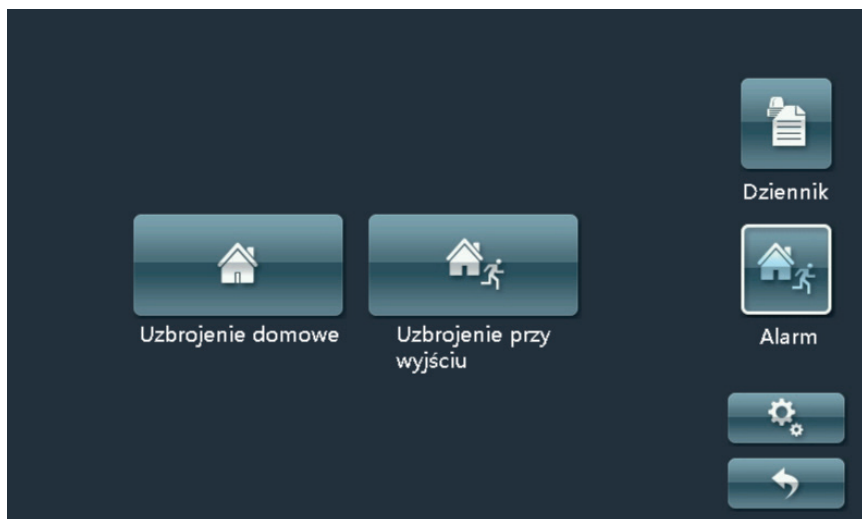 Dziennik
Uzbrojenie domowe
Uzbrojenie przy
wyjściu
Alarm